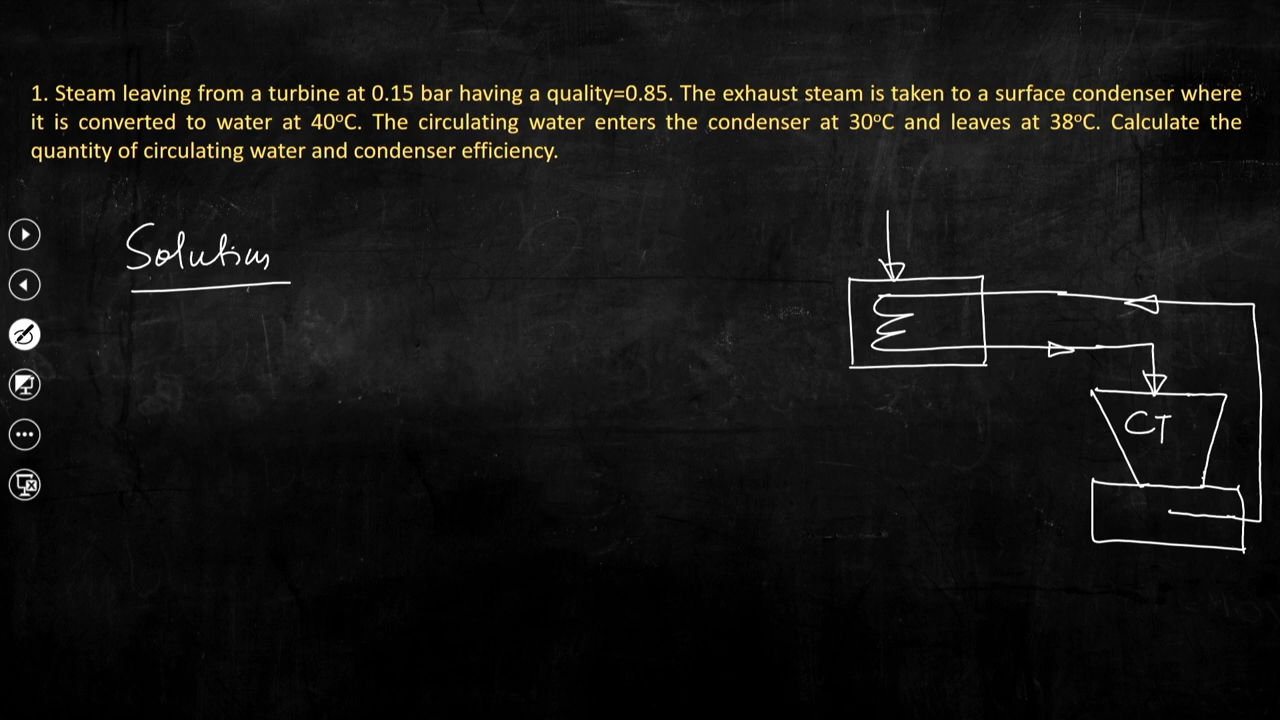 1. Steam leaving from a turbine at 0.15 bar having a quality=0.85. The exhaust steam is taken to a surface condenser where
it is converted to water at 40°C. The circulating water enters the condenser at 30°C and leaves at 38°C. Calculate the
quantity of circulating water and condenser efficiency.
Solution
CT